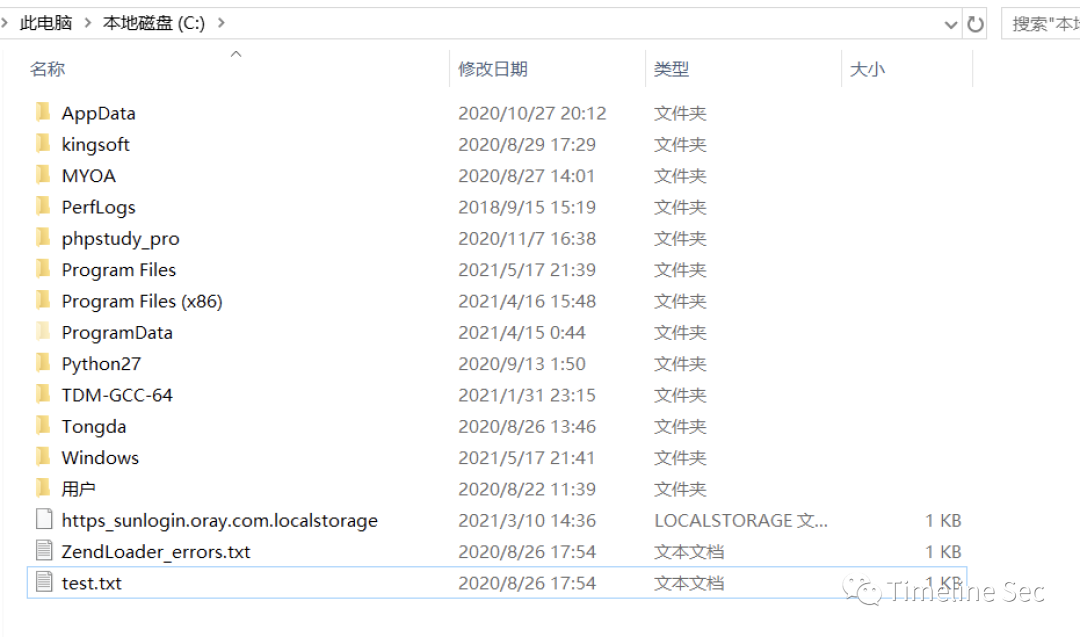 此电脑 > 本地磁盘 (C:) > 搜索"本地
名称 修改日期 类型 大小
AppData 2020/10/27 20:12 文件夹
kingsoft 2020/8/29 17:29 文件夹
MYOA 2020/8/27 14:01 文件夹
PerfLogs 2018/9/15 15:19 文件夹
phpstudy_pro 2020/11/7 16:38 文件夹
Program Files 2021/5/17 21:39 文件夹
Program Files (x86) 2021/4/16 15:48 文件夹
ProgramData 2021/4/15 0:44 文件夹
Python27 2020/9/13 1:50 文件夹
TDM-GCC-64 2021/1/31 23:15 文件夹
Tongda 2020/8/26 13:46 文件夹
Windows 2021/5/17 21:41 文件夹
用户 2020/8/22 11:39 文件夹
https_sunlogin.oray.com.localstorage 2021/3/10 14:36 LOCALSTORAGE 文... 1 KB
ZendLoader_errors.txt 2020/8/26 17:54 文本文档 1 KB
test.txt 2020/8/26 17:54 文本文档 1 KB
Timeline Sec